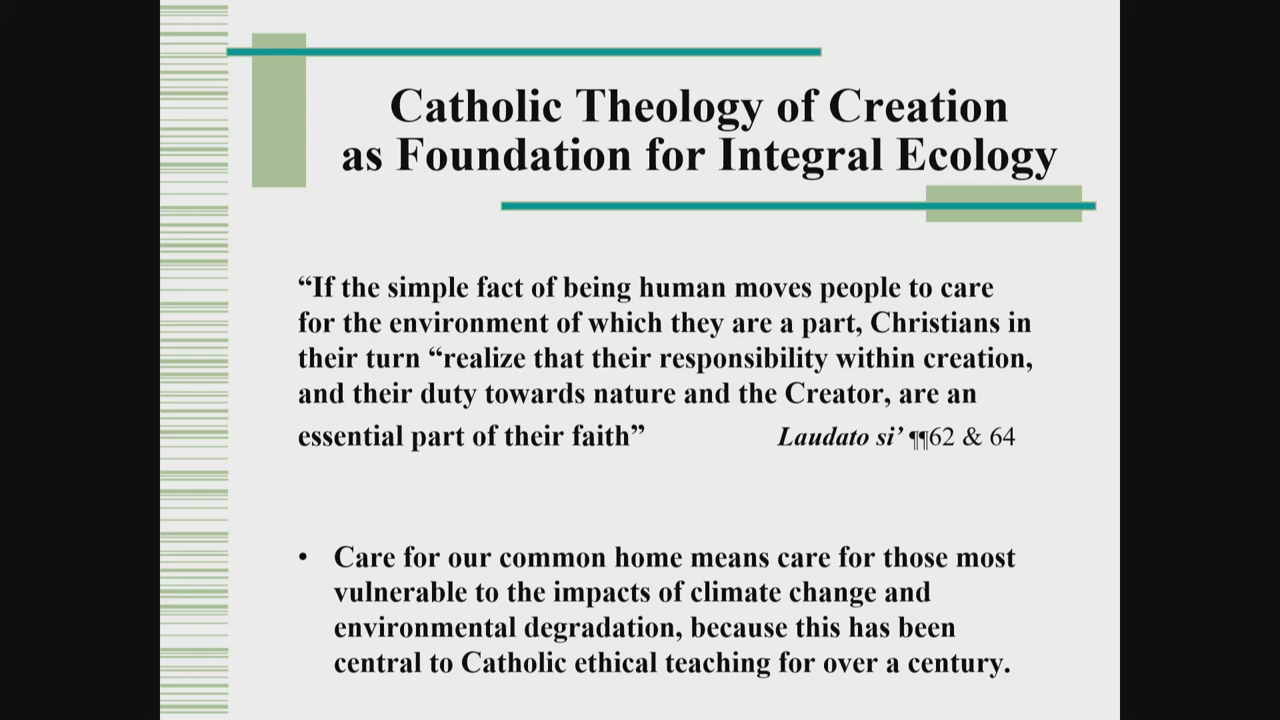 Catholic Theology of Creation
as Foundation for Integral Ecology
“If the simple fact of being human moves people to care
for the environment of which they are a part, Christians in
their turn “realize that their responsibility within creation,
and their duty towards nature and the Creator, are an
essential part of their faith” Laudato si’ ¶¶62 & 64
• Care for our common home means care for those most
vulnerable to the impacts of climate change and
environmental degradation, because this has been
central to Catholic ethical teaching for over a century.